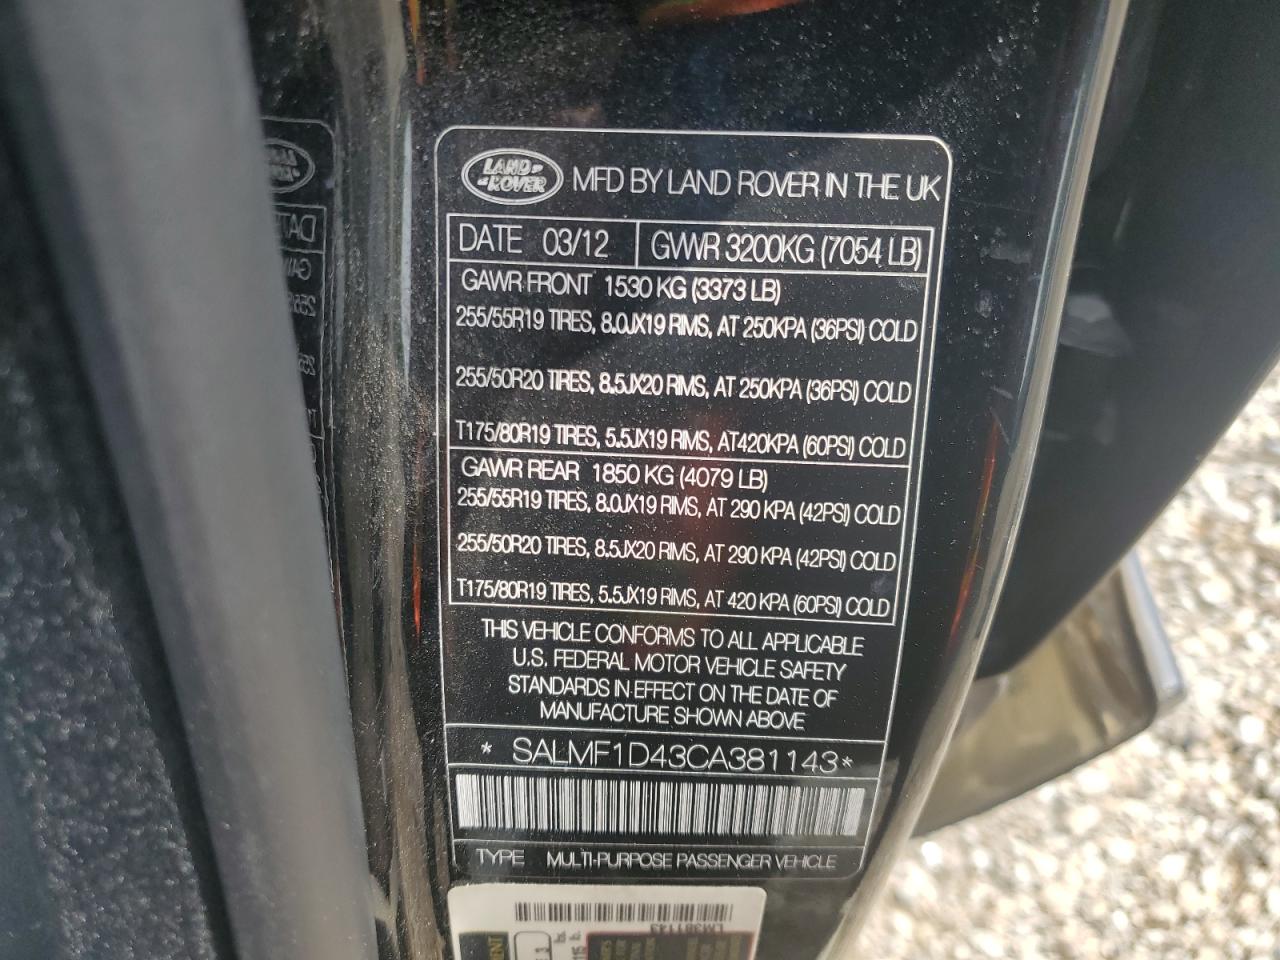 LAND ROVER MFD BY LAND ROVER IN THE UK
DATE 03/12 GWWR 3200KG (7054 LB)
GAWR FRONT 1530 KG (3373 LB)
255/55R19 TIRES, 8.0JX19 RIMS, AT 250KPA (36PSI) COLD
255/50R20 TIRES, 8.5JX20 RIMS, AT 250KPA (36PSI) COLD
T175/80R19 TIRES, 5.5JX19 RIMS, AT 420KPA (60PSI) COLD
GAWR REAR 1850 KG (4079 LB)
255/55R19 TIRES, 8.0JX19 RIMS, AT 290 KPA (42PSI) COLD
255/50R20 TIRES, 8.5JX20 RIMS, AT 290 KPA (42PSI) COLD
T175/80R19 TIRES, 5.5JX19 RIMS, AT 420 KPA (60PSI) COLD
THIS VEHICLE CONFORMS TO ALL APPLICABLE
U.S. FEDERAL MOTOR VEHICLE SAFETY
STANDARDS IN EFFECT ON THE DATE OF
MANUFACTURE SHOWN ABOVE
* SALMF1D43CA381143*
TYPE MULTI-PURPOSE PASSENGER VEHICLE
LM381143